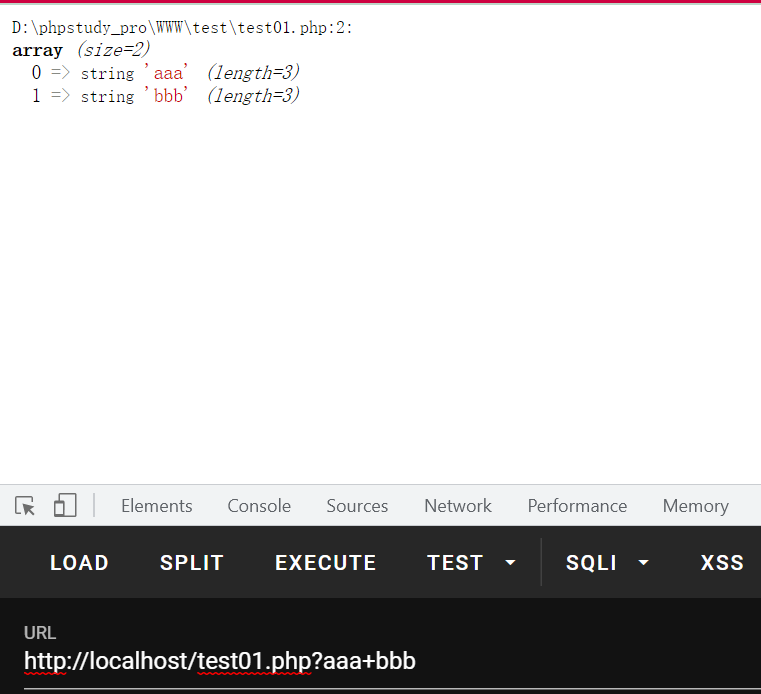 D:\phpstudy_pro\WWW\test\test01.php:2:
array (size=2)
0 => string 'aaa' (length=3)
1 => string 'bbb' (length=3)
Elements Console Sources Network Performance Memory
LOAD SPLIT EXECUTE TEST SQLI XSS
URL
http://localhost/test01.php?aaa+bbb